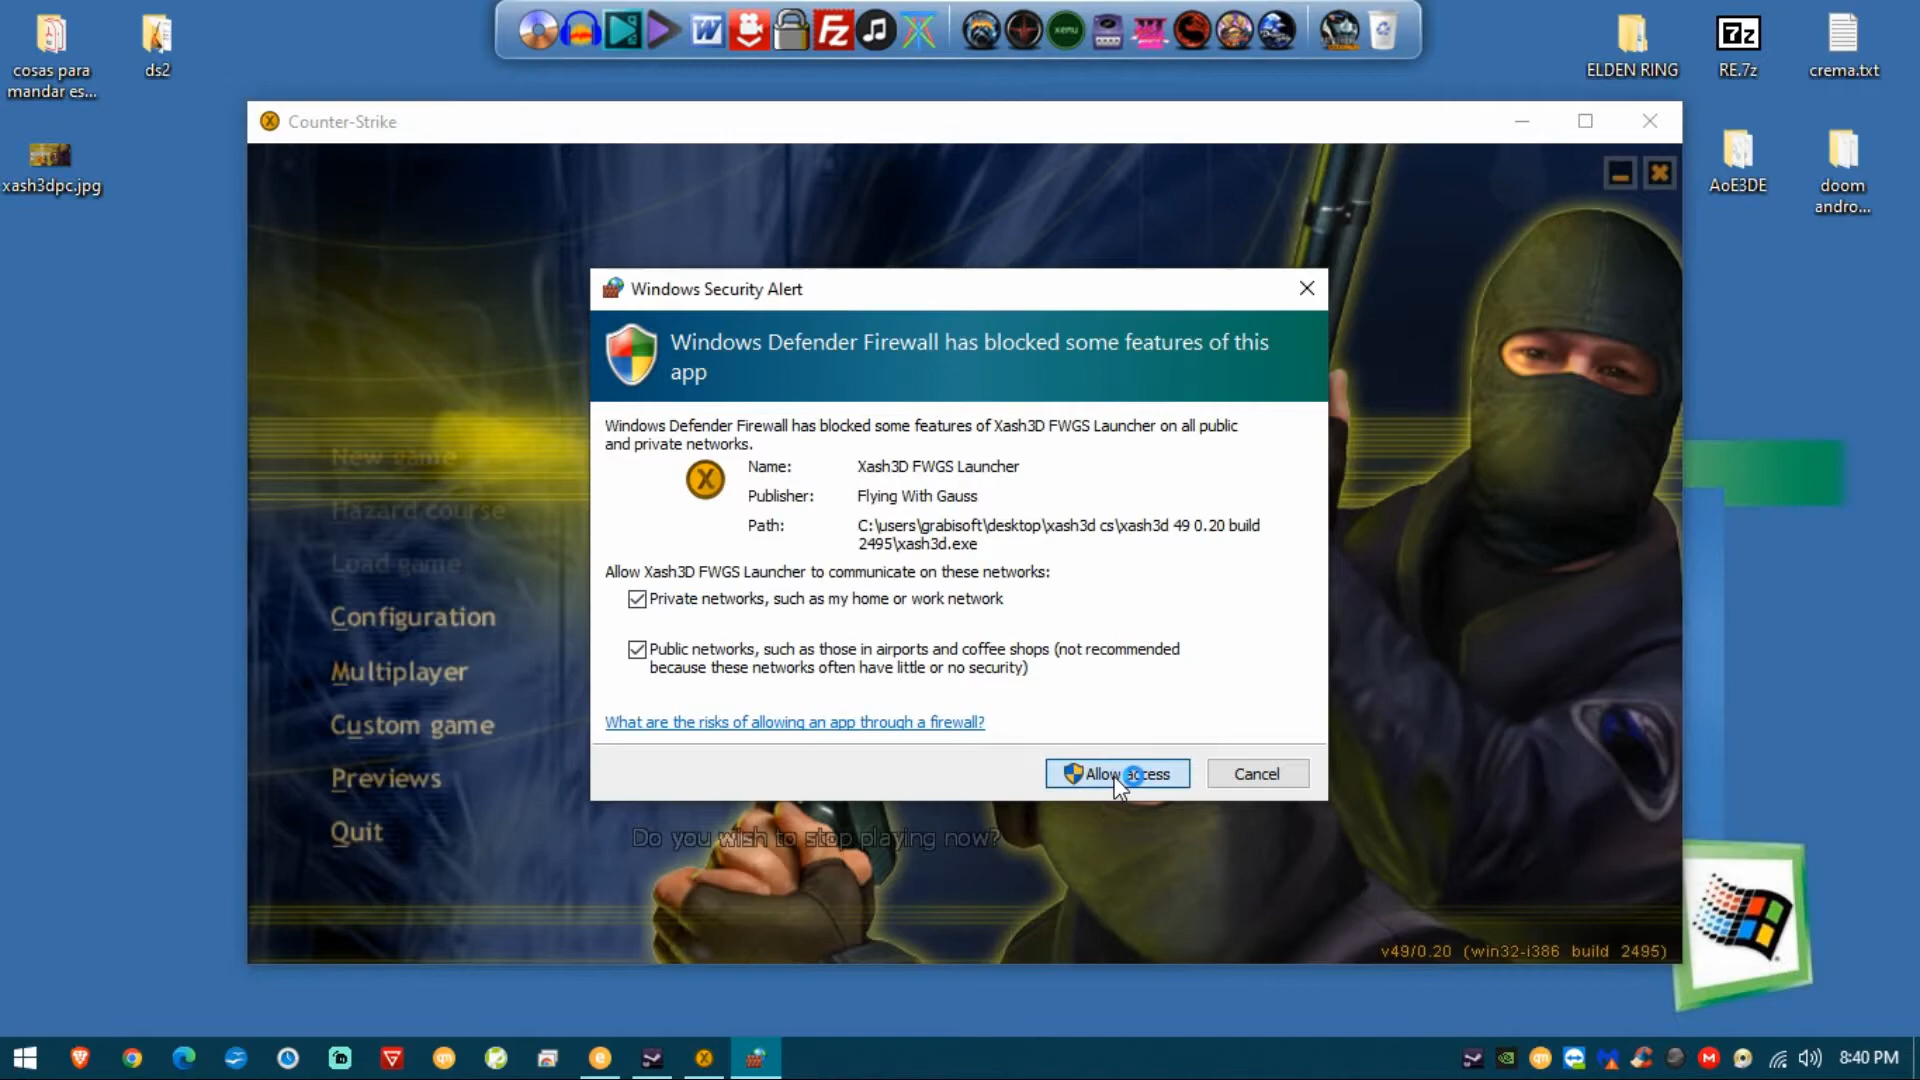 cosas para
mandar es...
ds2
xash3dpc.jpg
W
FZ
xenu
7z
ELDEN RING
RE.7z
crema.txt
AoE3DE
doom
andro...
Counter-Strike
Windows Security Alert
Windows Defender Firewall has blocked some features of this
app
Windows Defender Firewall has blocked some features of Xash3D FWGS Launcher on all public
and private networks.
Name: Xash3D FWGS Launcher
Publisher: Flying With Gauss
Path: C:\users\grabisoft\desktop\xash3d cs\xash3d 49 0.20 build
2495\xash3d.exe
Allow Xash3D FWGS Launcher to communicate on these networks:
Private networks, such as my home or work network
Public networks, such as those in airports and coffee shops (not recommended
because these networks often have little or no security)
What are the risks of allowing an app through a firewall?
Allow access
Cancel
New game
Hazard course
Load game
Configuration
Multiplayer
Custom game
Previews
Quit
Do you wish to stop playing now?
v49/0.20 (win32-i386 build 2495)
8:40 PM